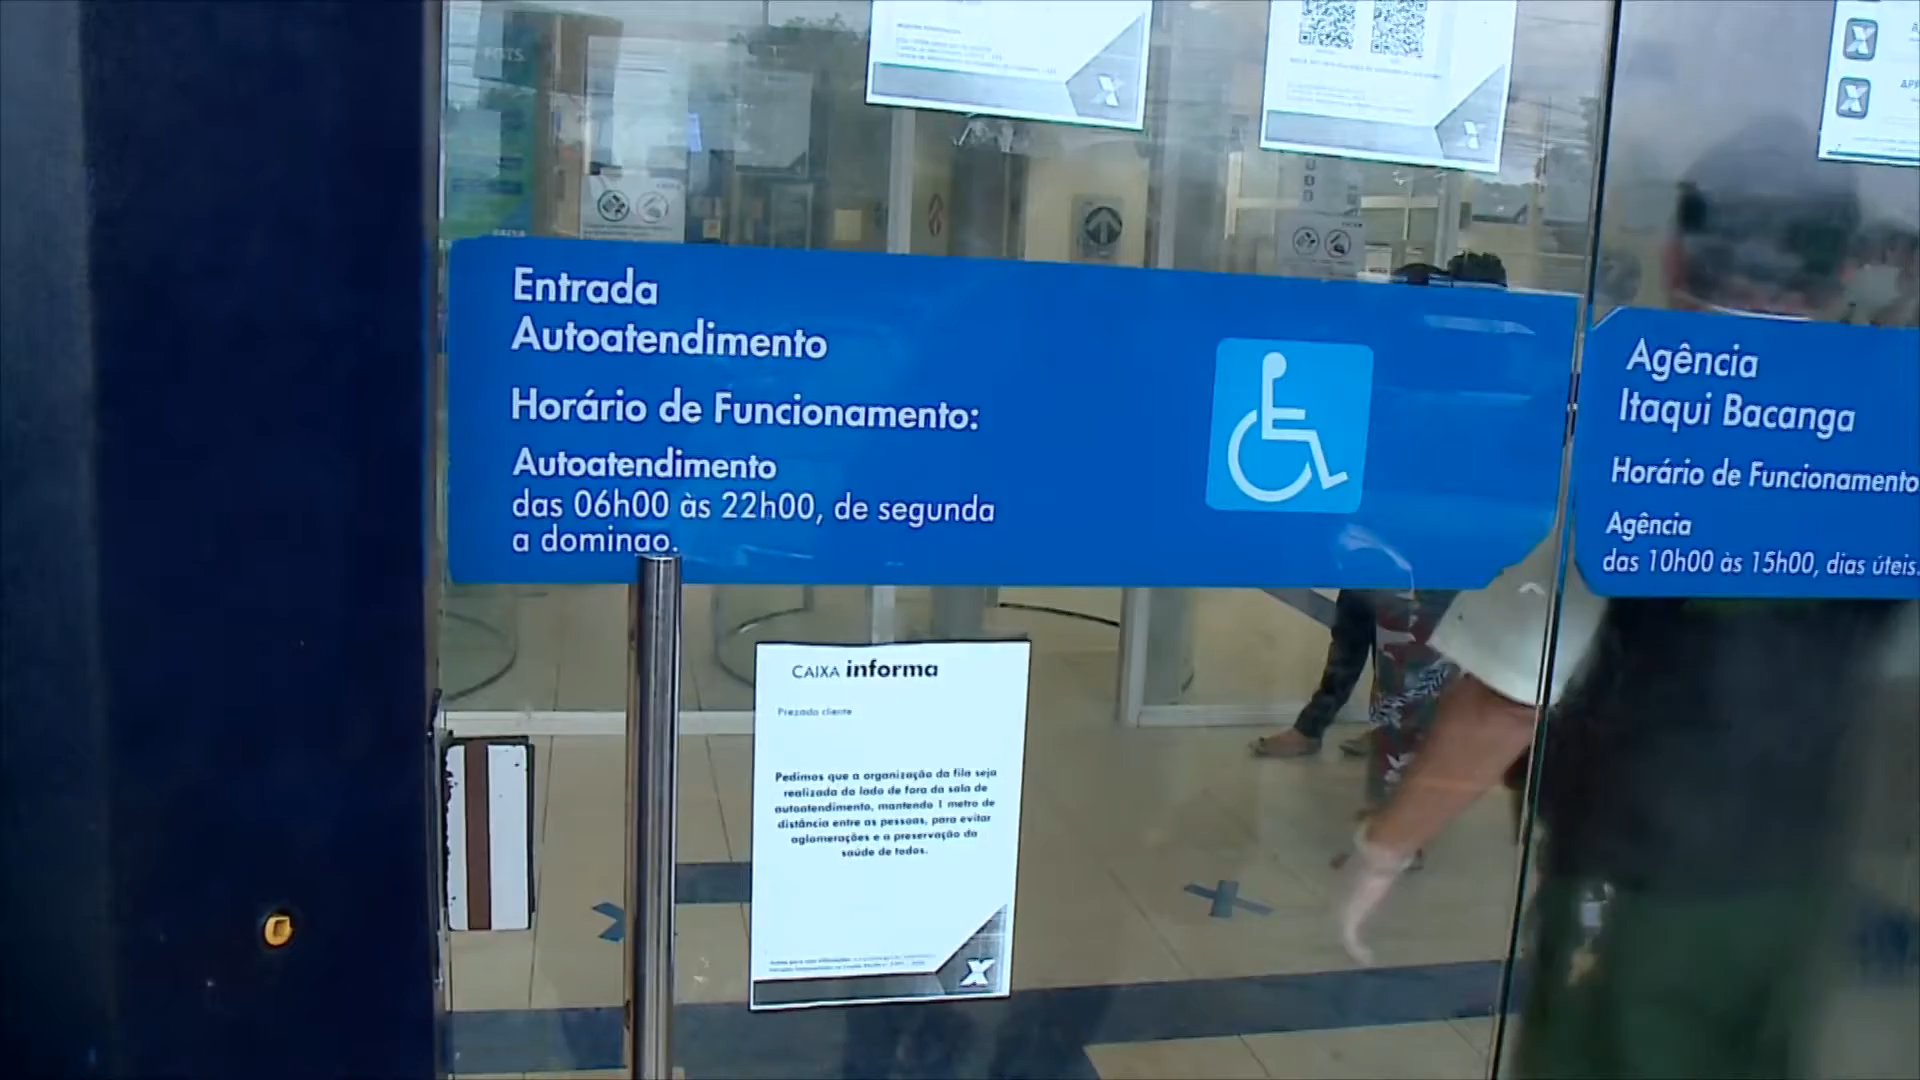 FGTS
Entrada
Autoatendimento
Horário de Funcionamento:
Autoatendimento
das 06h00 às 22h00, de segunda
a domingo.
Agência
Itaqui Bacanga
Horário de Funcionamento
Agência
das 10h00 às 15h00, dias úteis.
CAIXA informa
Prezado cliente
Pedimos que a organização da fila seja
realizada do lado de fora da sala de
autoatendimento, mantendo 1 metro de
distância entre as pessoas, para evitar
aglomerações e a preservação da
saúde de todos.